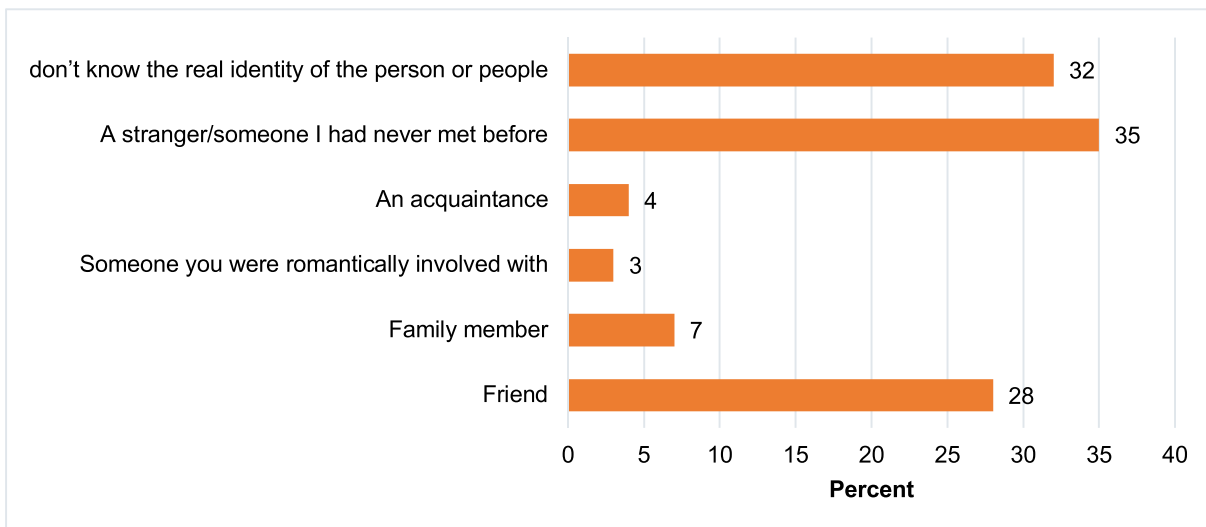 don’t know the real identity of the person or people 32
A stranger/someone I had never met before 35
An acquaintance 4
Someone you were romantically involved with 3
Family member 7
Friend 28
0 5 10 15 20 25 30 35 40
Percent